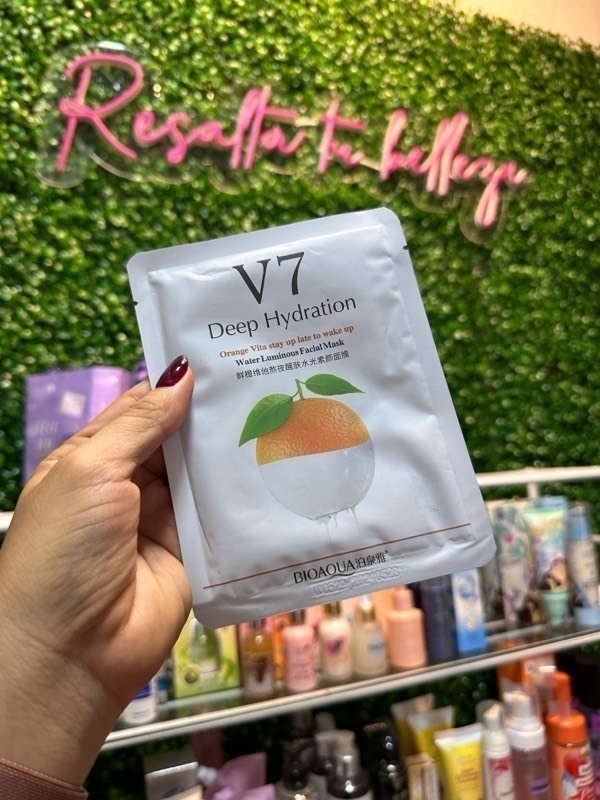 Resalta tu belleza
V7
Deep Hydration
Orange Vita stay up late to wake up
Water Luminous Facial Mask
鲜橙维他熬夜醒肤水光素颜面膜
BIOAQUA泊泉雅®